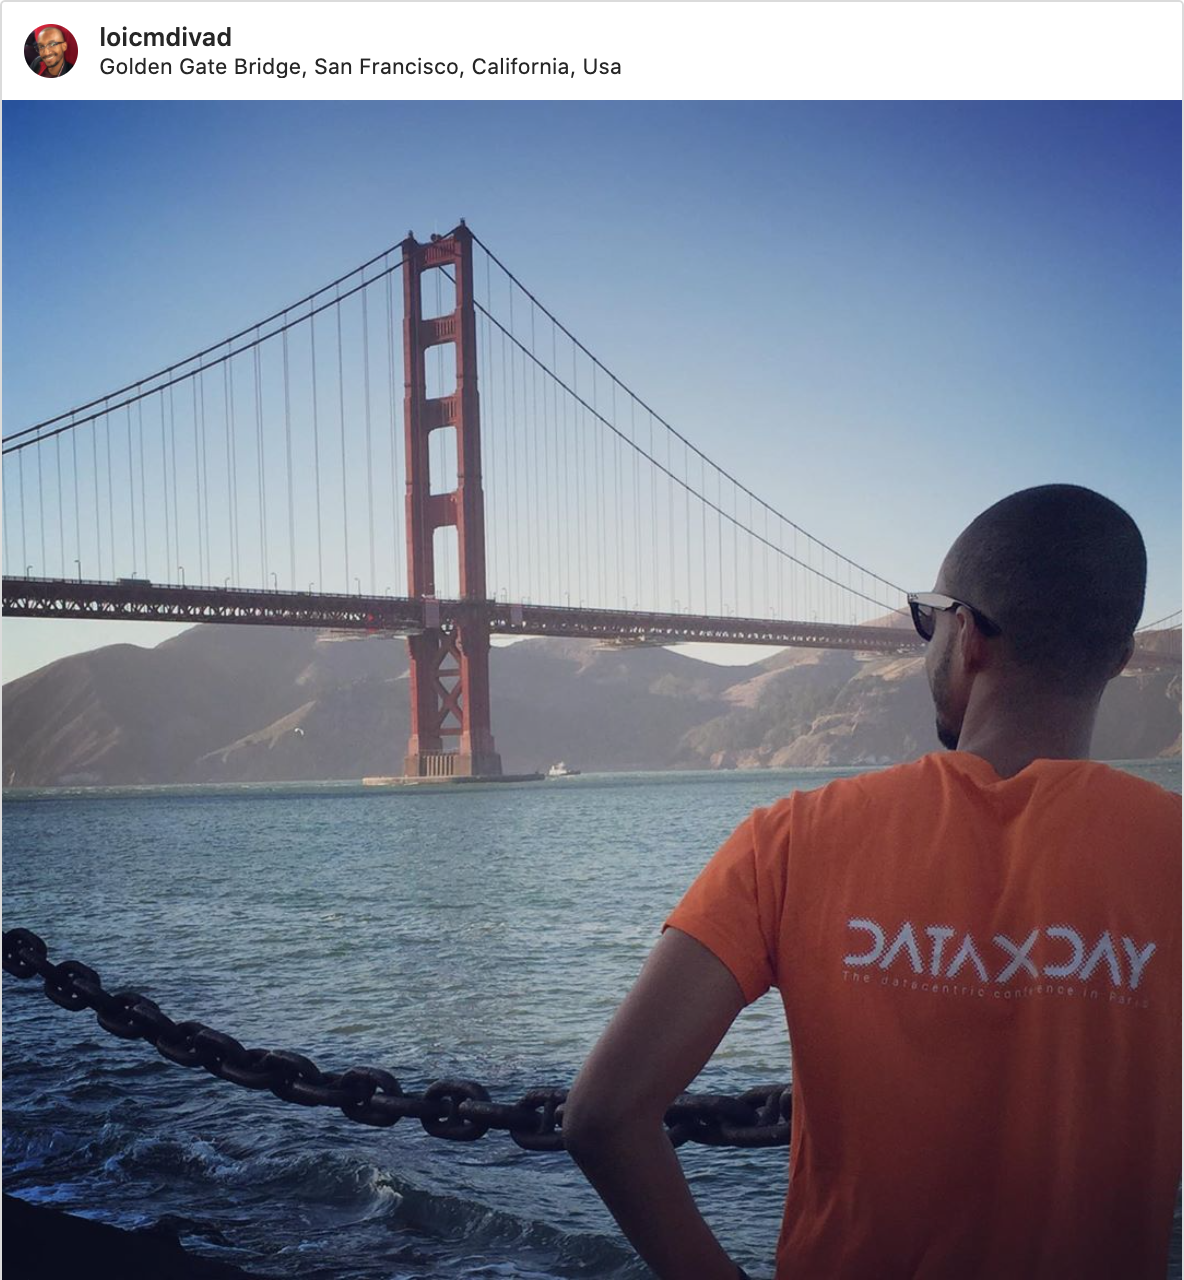 loicmdivad
Golden Gate Bridge, San Francisco, California, Usa
DATAXDAY
The datacentric conference in Paris